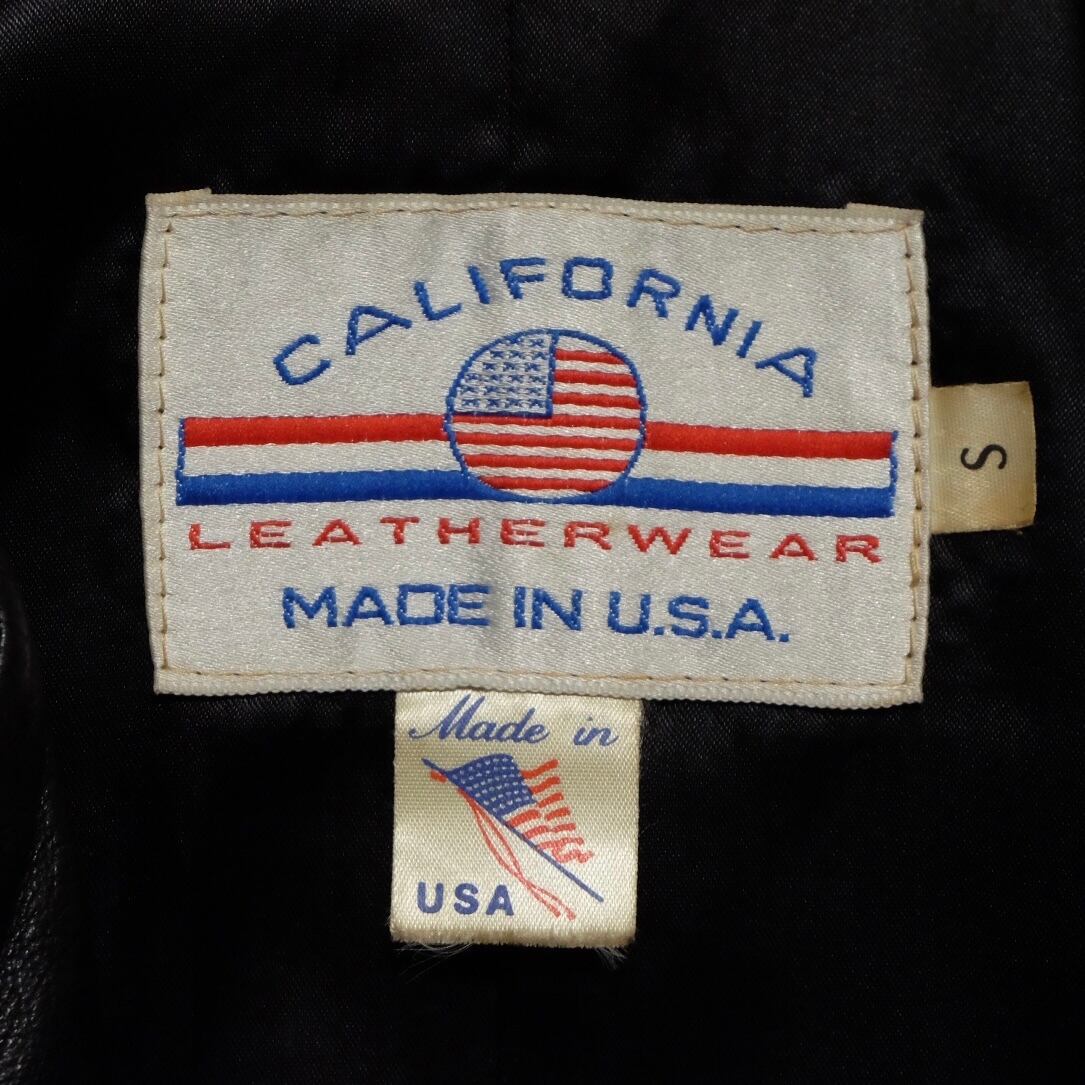 CALIFORNIA
LEATHERWEAR
MADE IN U.S.A.
S
Made in
USA